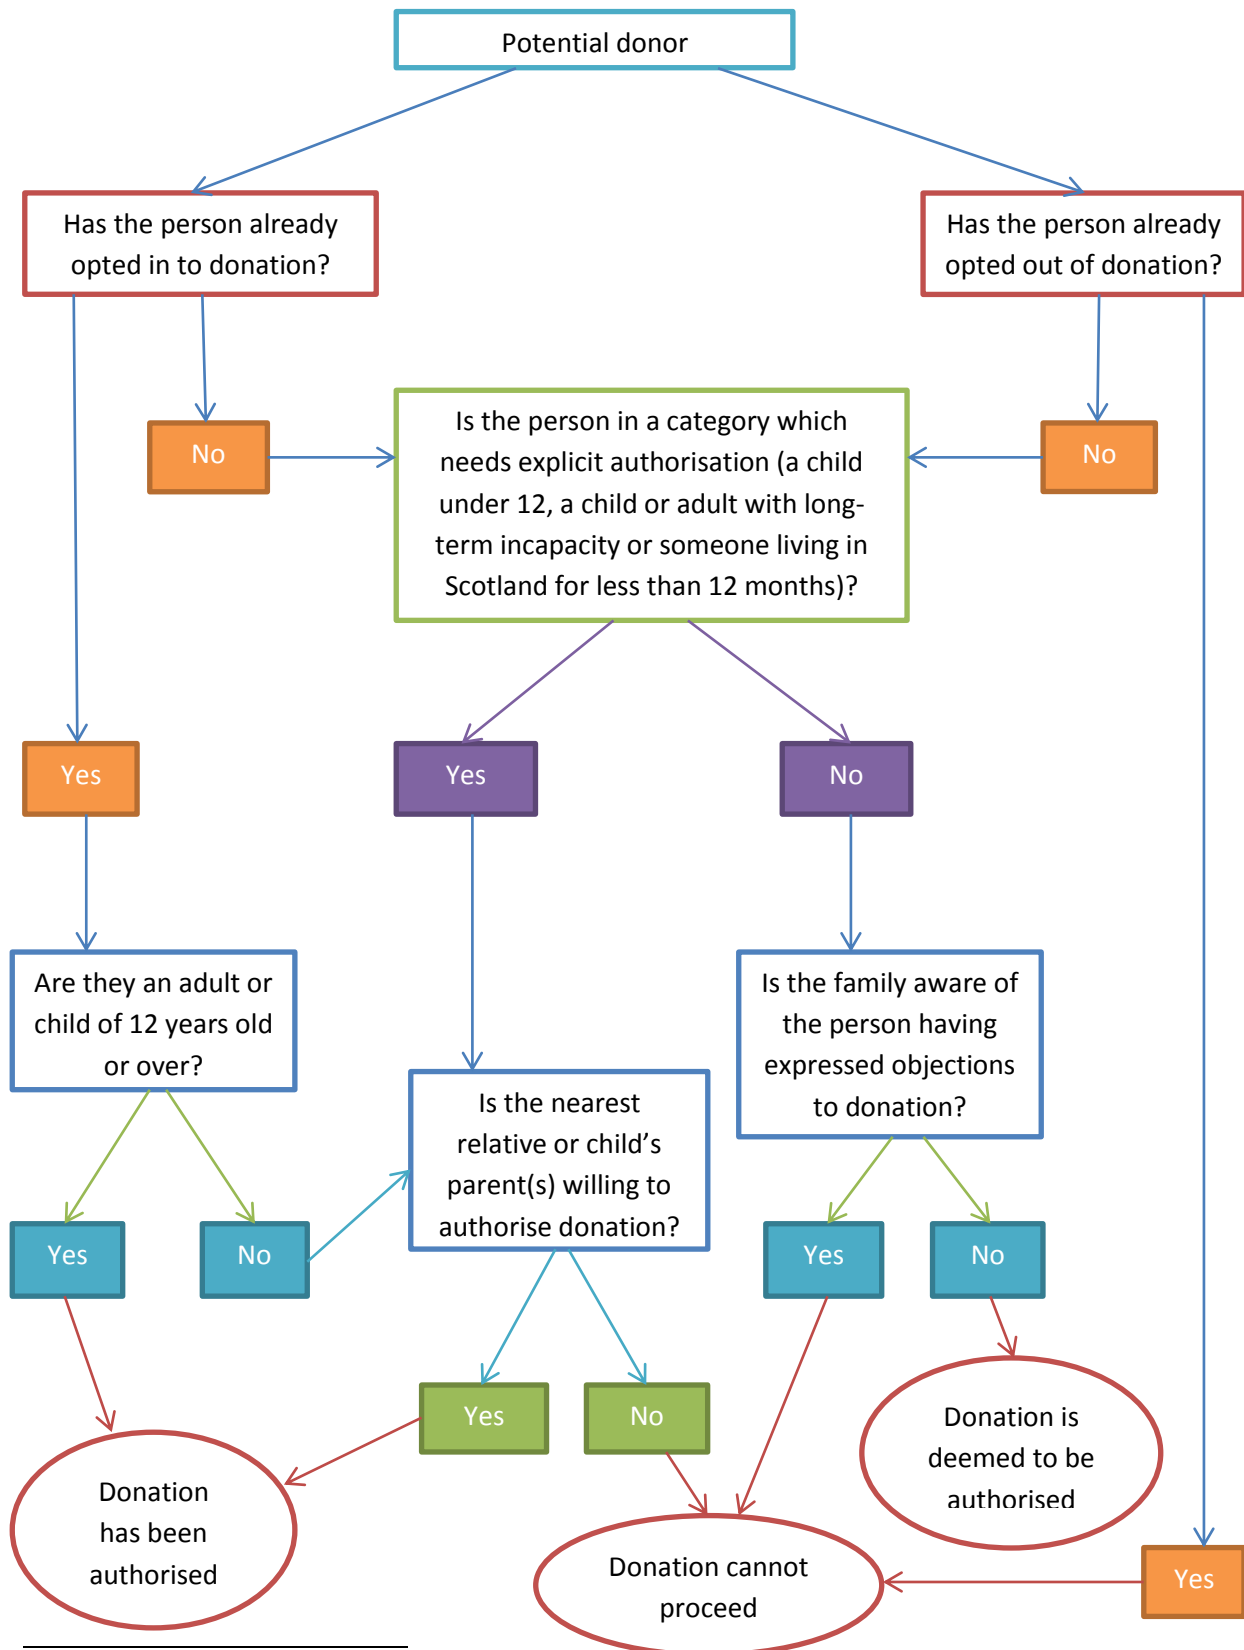 Potential donor
Has the person already
opted in to donation?
Has the person already
opted out of donation?
No
Is the person in a category which
needs explicit authorisation (a child
under 12, a child or adult with long-
term incapacity or someone living in
Scotland for less than 12 months)?
No
Yes
Yes
No
Are they an adult or
child of 12 years old
or over?
Is the nearest
relative or child’s
parent(s) willing to
authorise donation?
Is the family aware of
the person having
expressed objections
to donation?
Yes
No
Yes
No
Yes
No
Donation
has been
authorised
Donation cannot
proceed
Donation is
deemed to be
authorised
Yes